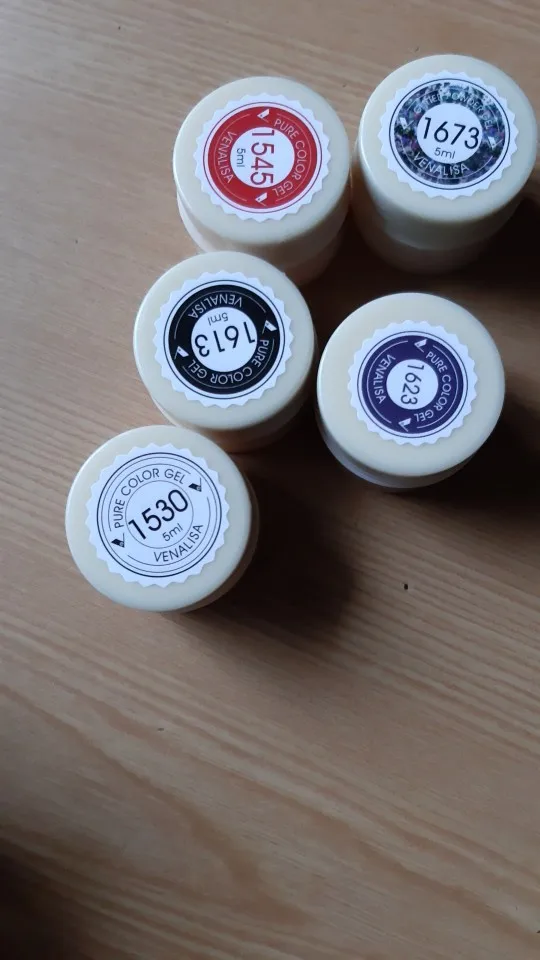 PURE COLOR GEL
1545
5ml
VENALISA
1673
5ml
VENALISA
PURE COLOR GEL
1613
5ml
VENALISA
PURE COLOR GEL
1623
VENALISA
PURE COLOR GEL
1530
5ml
VENALISA